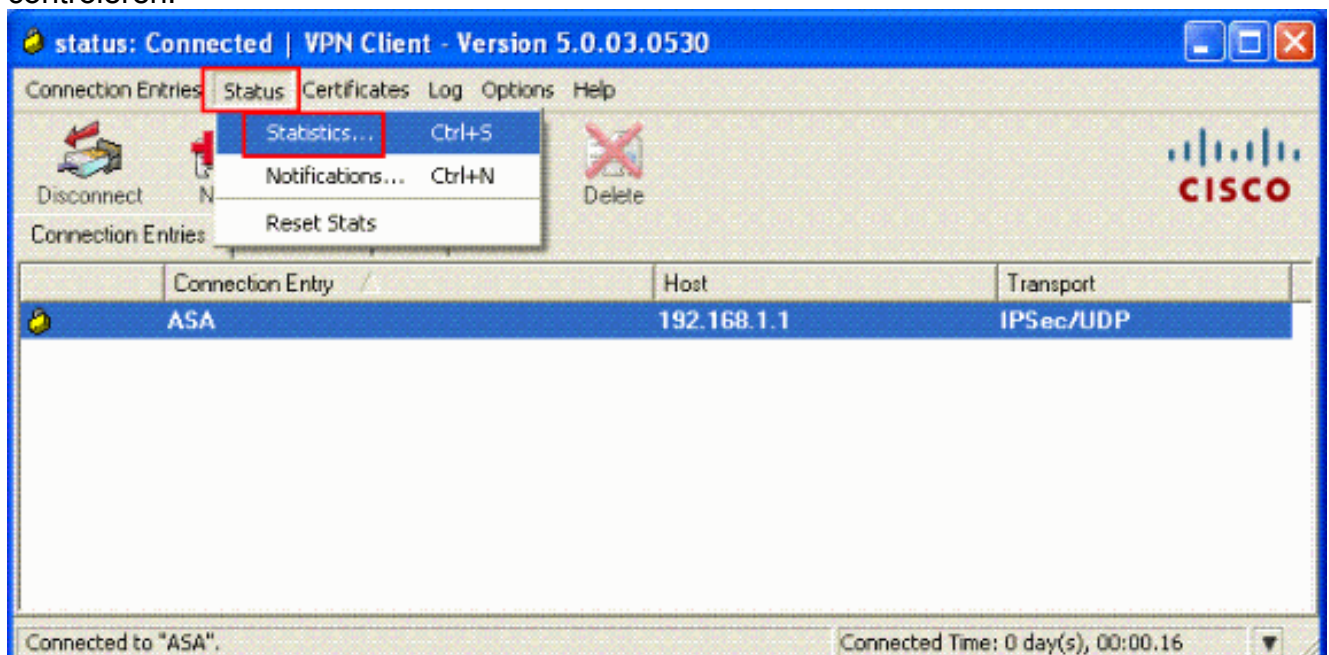 controleren.
status: Connected | VPN Client - Version 5.0.03.0530
Connection Entries Status Certificates Log Options Help
Statistics... Ctrl+S
Notifications... Ctrl+N
Reset Stats
Disconnect N Delete
CISCO
Connection Entries
Connection Entry Host Transport
ASA 192.168.1.1 IPSec/UDP
Connected to "ASA". Connected Time: 0 day(s), 00:00.16